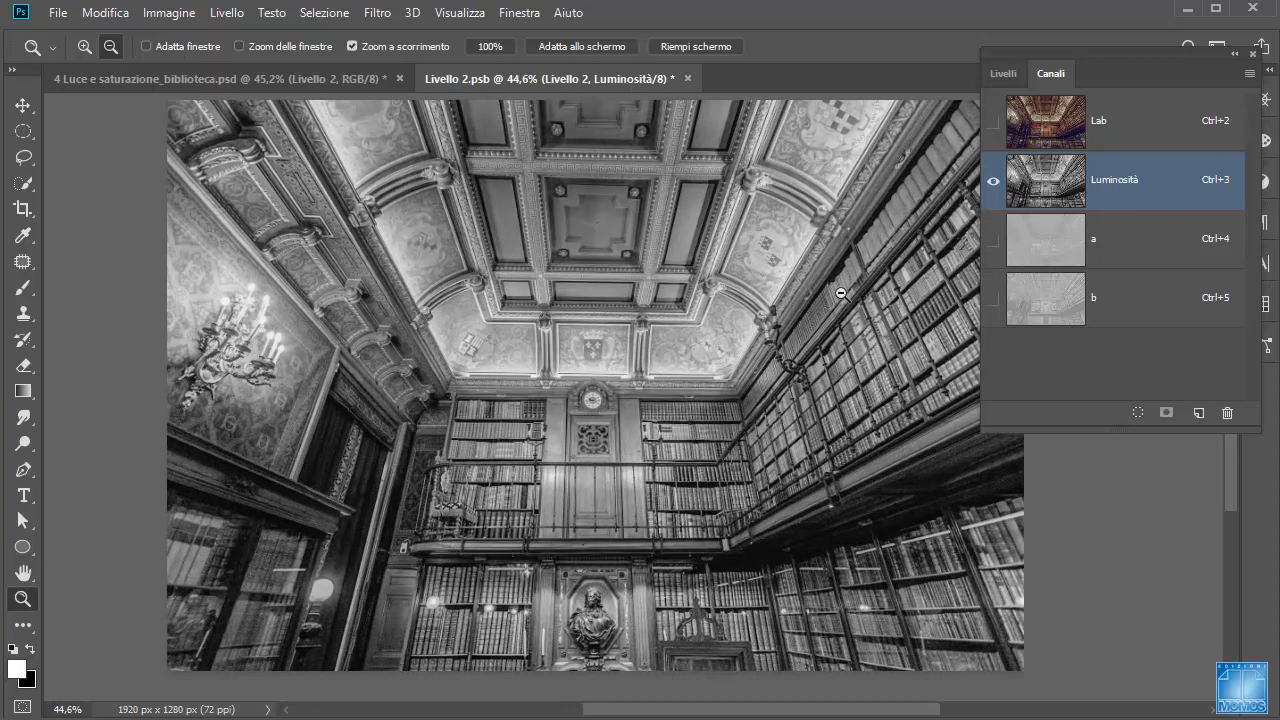 Ps File Modifica Immagine Livello Testo Selezione Filtro 3D Visualizza Finestra Aiuto
Adatta finestre Zoom delle finestre Zoom a scorrimento 100% Adatta allo schermo Riempi schermo
4 Luce e saturazione_biblioteca.psd @ 45,2% (Livello 2, RGB/8) * Livello 2.psb @ 44,6% (Livello 2, Luminosità/8) *
Livelli Canali
Lab Ctrl+2
Luminosità Ctrl+3
a Ctrl+4
b Ctrl+5
44,6% 1920 px x 1280 px (72 ppi)
EDIZIONI
MOMOS